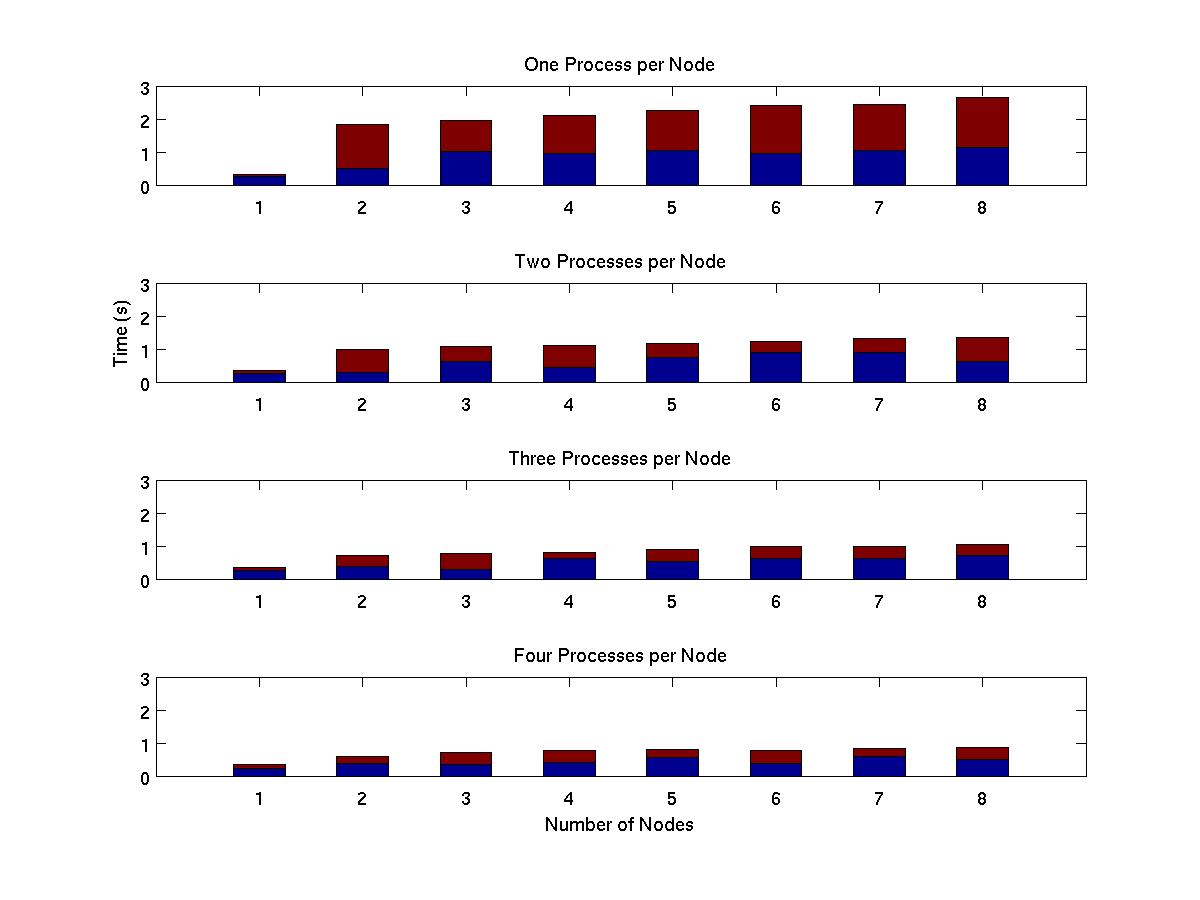 One Process per Node
3
2
1
0
1 2 3 4 5 6 7 8
Two Processes per Node
Time (s)
3
2
1
0
1 2 3 4 5 6 7 8
Three Processes per Node
3
2
1
0
1 2 3 4 5 6 7 8
Four Processes per Node
3
2
1
0
1 2 3 4 5 6 7 8
Number of Nodes